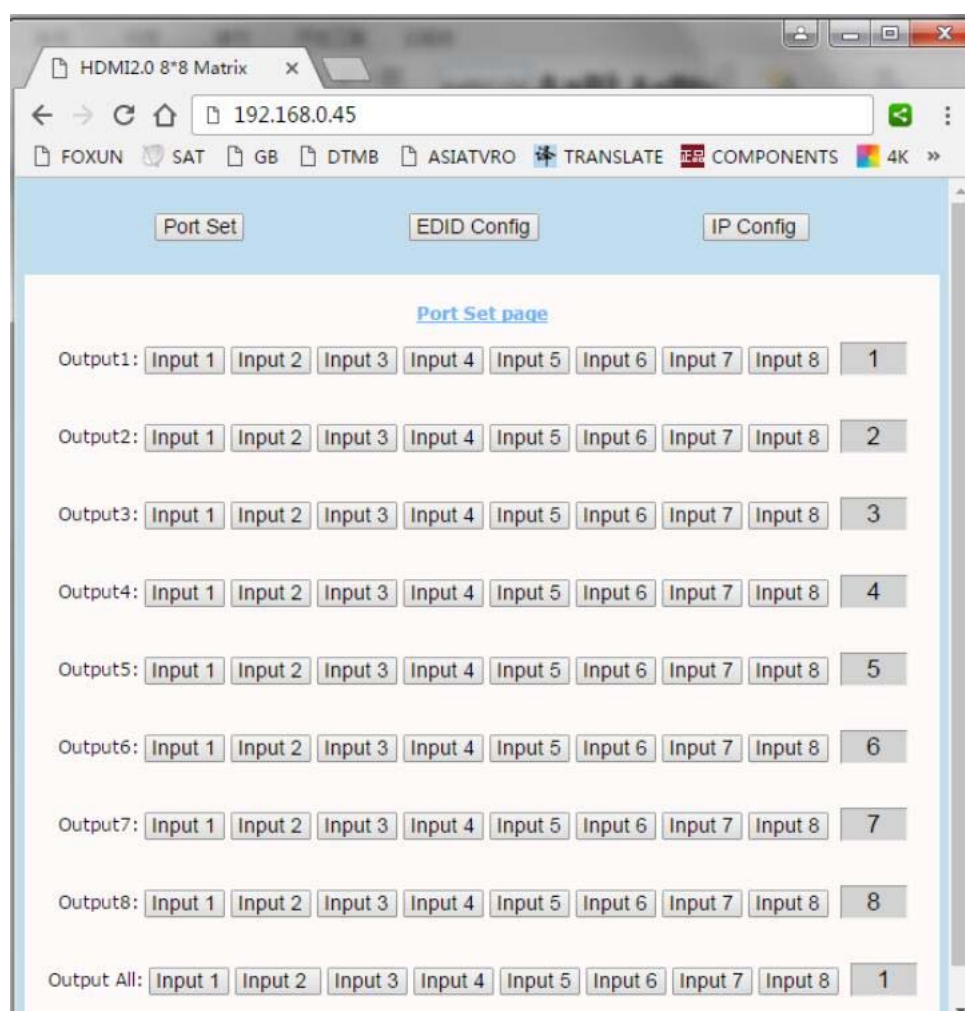 HDMI2.0 8*8 Matrix
192.168.0.45
FOXUN SAT GB DTMB ASIATVRO 译 TRANSLATE 正品 COMPONENTS 4K »
Port Set EDID Config IP Config
Port Set page
Output1: Input 1 Input 2 Input 3 Input 4 Input 5 Input 6 Input 7 Input 8 1
Output2: Input 1 Input 2 Input 3 Input 4 Input 5 Input 6 Input 7 Input 8 2
Output3: Input 1 Input 2 Input 3 Input 4 Input 5 Input 6 Input 7 Input 8 3
Output4: Input 1 Input 2 Input 3 Input 4 Input 5 Input 6 Input 7 Input 8 4
Output5: Input 1 Input 2 Input 3 Input 4 Input 5 Input 6 Input 7 Input 8 5
Output6: Input 1 Input 2 Input 3 Input 4 Input 5 Input 6 Input 7 Input 8 6
Output7: Input 1 Input 2 Input 3 Input 4 Input 5 Input 6 Input 7 Input 8 7
Output8: Input 1 Input 2 Input 3 Input 4 Input 5 Input 6 Input 7 Input 8 8
Output All: Input 1 Input 2 Input 3 Input 4 Input 5 Input 6 Input 7 Input 8 1